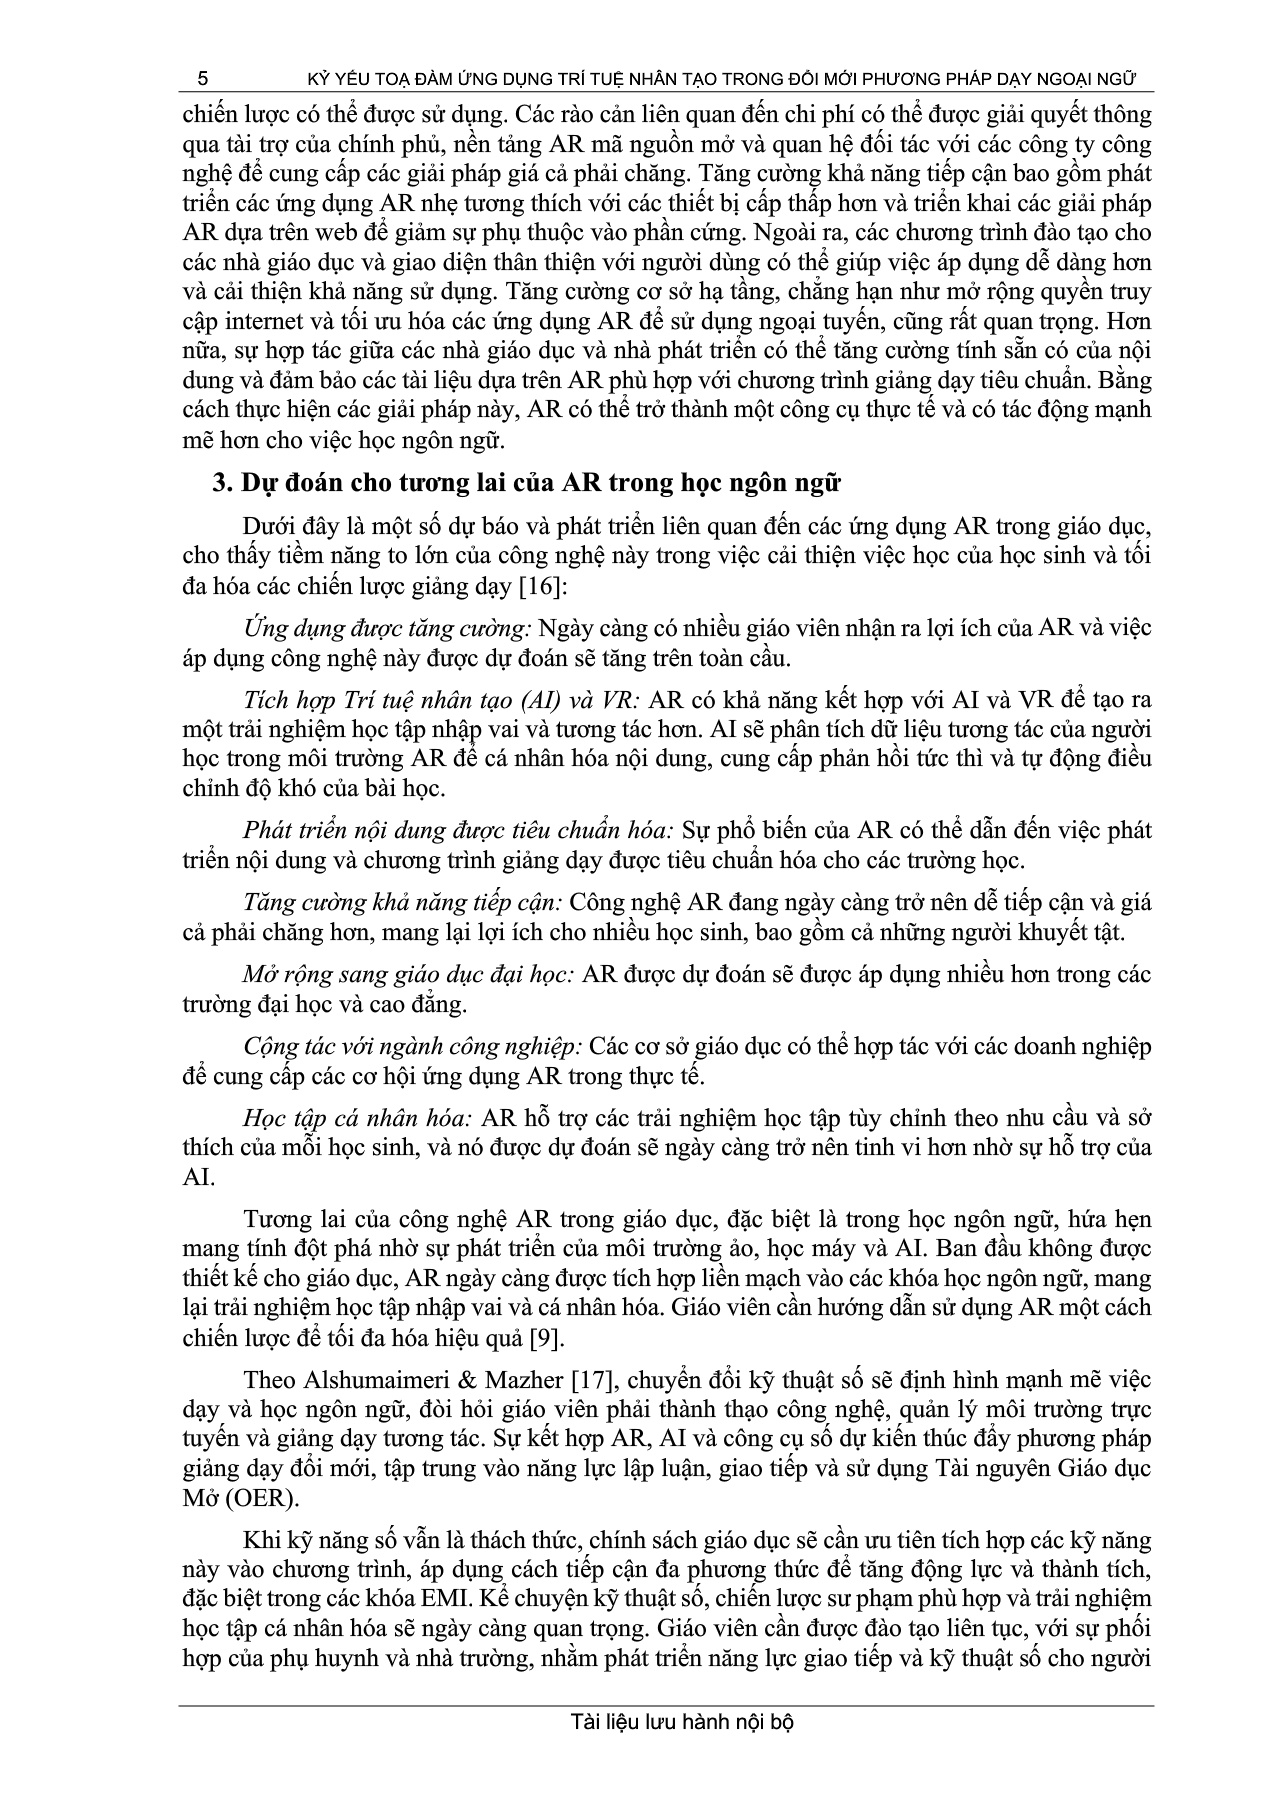 5 KỶ YẾU TOẠ ĐÀM ỨNG DỤNG TRÍ TUỆ NHÂN TẠO TRONG ĐỔI MỚI PHƯƠNG PHÁP DẠY NGOẠI NGỮ
chiến lược có thể được sử dụng. Các rào cản liên quan đến chi phí có thể được giải quyết thông
qua tài trợ của chính phủ, nền tảng AR mã nguồn mở và quan hệ đối tác với các công ty công
nghệ để cung cấp các giải pháp giá cả phải chăng. Tăng cường khả năng tiếp cận bao gồm phát
triển các ứng dụng AR nhẹ tương thích với các thiết bị cấp thấp hơn và triển khai các giải pháp
AR dựa trên web để giảm sự phụ thuộc vào phần cứng. Ngoài ra, các chương trình đào tạo cho
các nhà giáo dục và giao diện thân thiện với người dùng có thể giúp việc áp dụng dễ dàng hơn
và cải thiện khả năng sử dụng. Tăng cường cơ sở hạ tầng, chẳng hạn như mở rộng quyền truy
cập internet và tối ưu hóa các ứng dụng AR để sử dụng ngoại tuyến, cũng rất quan trọng. Hơn
nữa, sự hợp tác giữa các nhà giáo dục và nhà phát triển có thể tăng cường tính sẵn có của nội
dung và đảm bảo các tài liệu dựa trên AR phù hợp với chương trình giảng dạy tiêu chuẩn. Bằng
cách thực hiện các giải pháp này, AR có thể trở thành một công cụ thực tế và có tác động mạnh
mẽ hơn cho việc học ngôn ngữ.
3. Dự đoán cho tương lai của AR trong học ngôn ngữ
Dưới đây là một số dự báo và phát triển liên quan đến các ứng dụng AR trong giáo dục,
cho thấy tiềm năng to lớn của công nghệ này trong việc cải thiện việc học của học sinh và tối
đa hóa các chiến lược giảng dạy [16]:
Ứng dụng được tăng cường: Ngày càng có nhiều giáo viên nhận ra lợi ích của AR và việc
áp dụng công nghệ này được dự đoán sẽ tăng trên toàn cầu.
Tích hợp Trí tuệ nhân tạo (AI) và VR: AR có khả năng kết hợp với AI và VR để tạo ra
một trải nghiệm học tập nhập vai và tương tác hơn. AI sẽ phân tích dữ liệu tương tác của người
học trong môi trường AR để cá nhân hóa nội dung, cung cấp phản hồi tức thì và tự động điều
chỉnh độ khó của bài học.
Phát triển nội dung được tiêu chuẩn hóa: Sự phổ biến của AR có thể dẫn đến việc phát
triển nội dung và chương trình giảng dạy được tiêu chuẩn hóa cho các trường học.
Tăng cường khả năng tiếp cận: Công nghệ AR đang ngày càng trở nên dễ tiếp cận và giá
cả phải chăng hơn, mang lại lợi ích cho nhiều học sinh, bao gồm cả những người khuyết tật.
Mở rộng sang giáo dục đại học: AR được dự đoán sẽ được áp dụng nhiều hơn trong các
trường đại học và cao đẳng.
Cộng tác với ngành công nghiệp: Các cơ sở giáo dục có thể hợp tác với các doanh nghiệp
để cung cấp các cơ hội ứng dụng AR trong thực tế.
Học tập cá nhân hóa: AR hỗ trợ các trải nghiệm học tập tùy chỉnh theo nhu cầu và sở
thích của mỗi học sinh, và nó được dự đoán sẽ ngày càng trở nên tinh vi hơn nhờ sự hỗ trợ của
AI.
Tương lai của công nghệ AR trong giáo dục, đặc biệt là trong học ngôn ngữ, hứa hẹn
mang tính đột phá nhờ sự phát triển của môi trường ảo, học máy và AI. Ban đầu không được
thiết kế cho giáo dục, AR ngày càng được tích hợp liền mạch vào các khóa học ngôn ngữ, mang
lại trải nghiệm học tập nhập vai và cá nhân hóa. Giáo viên cần hướng dẫn sử dụng AR một cách
chiến lược để tối đa hóa hiệu quả [9].
Theo Alshumaimeri & Mazher [17], chuyển đổi kỹ thuật số sẽ định hình mạnh mẽ việc
dạy và học ngôn ngữ, đòi hỏi giáo viên phải thành thạo công nghệ, quản lý môi trường trực
tuyến và giảng dạy tương tác. Sự kết hợp AR, AI và công cụ số dự kiến thúc đẩy phương pháp
giảng dạy đổi mới, tập trung vào năng lực lập luận, giao tiếp và sử dụng Tài nguyên Giáo dục
Mở (OER).
Khi kỹ năng số vẫn là thách thức, chính sách giáo dục sẽ cần ưu tiên tích hợp các kỹ năng
này vào chương trình, áp dụng cách tiếp cận đa phương thức để tăng động lực và thành tích,
đặc biệt trong các khóa EMI. Kể chuyện kỹ thuật số, chiến lược sư phạm phù hợp và trải nghiệm
học tập cá nhân hóa sẽ ngày càng quan trọng. Giáo viên cần được đào tạo liên tục, với sự phối
hợp của phụ huynh và nhà trường, nhằm phát triển năng lực giao tiếp và kỹ thuật số cho người
Tài liệu lưu hành nội bộ